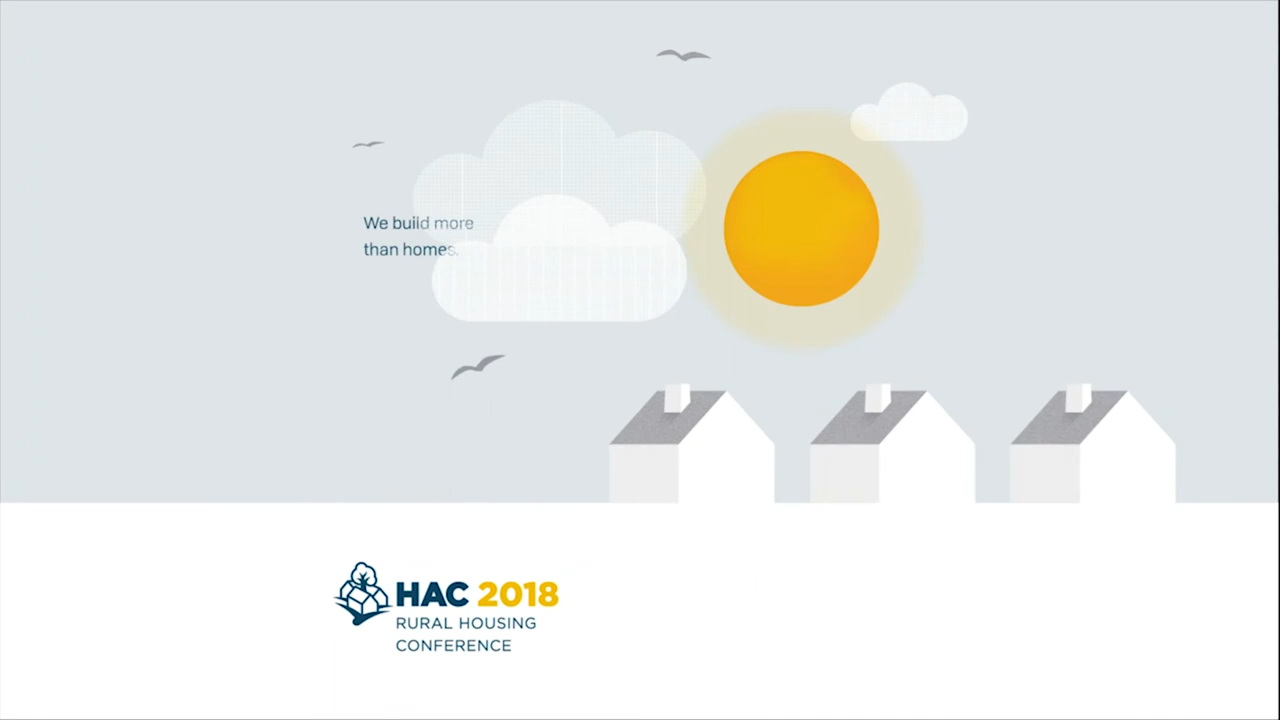 We build more
than homes.
HAC 2018
RURAL HOUSING
CONFERENCE